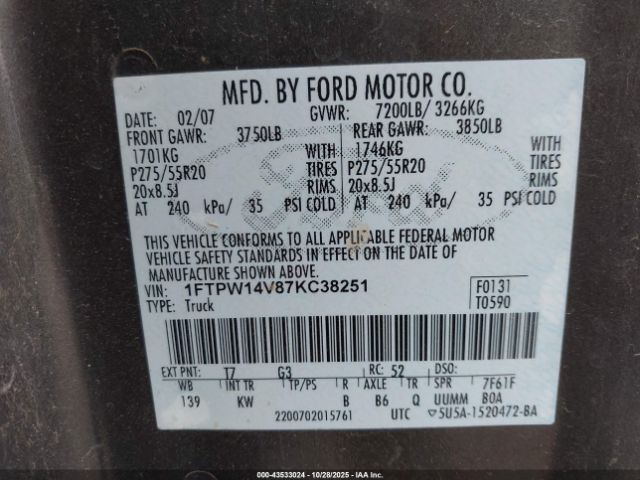 MFD. BY FORD MOTOR CO.
DATE: 02/07 GVWR: 7200LB/ 3266KG
FRONT GAWR: 3750LB REAR GAWR: 3850LB
1701KG WITH 1746KG WITH
P275/55R20 TIRES P275/55R20 TIRES
20x8.5J RIMS 20x8.5J RIMS
AT 240 kPa/ 35 PSI COLD AT 240 kPa/ 35 PSI COLD
THIS VEHICLE CONFORMS TO ALL APPLICABLE FEDERAL MOTOR
VEHICLE SAFETY STANDARDS IN EFFECT ON THE DATE OF
MANUFACTURE SHOWN ABOVE.
VIN: 1FTPW14V87KC38251 F0131
TYPE: Truck T0590
EXT PNT: T7 G3 RC: 52 DSO:
WB INT TR TP/PS R AXLE TR SPR 7F61F
139 KW B B6 Q UUMM B0A
2200702015761 UTC 5U5A-1520472-BA
000-43533024 | 10/28/2025 | Copart IAA, Inc.